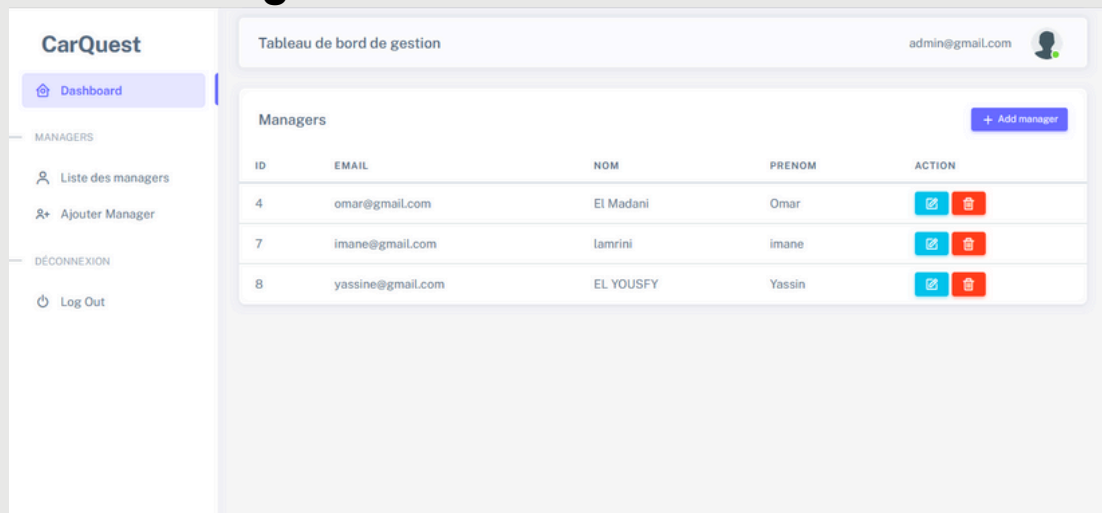 CarQuest
Dashboard
MANAGERS
Liste des managers
Ajouter Manager
DÉCONNEXION
Log Out
Tableau de bord de gestion admin@gmail.com
Managers + Add manager
ID EMAIL NOM PRENOM ACTION
4 omar@gmail.com El Madani Omar
7 imane@gmail.com lamrini imane
8 yassine@gmail.com EL YOUSFY Yassin